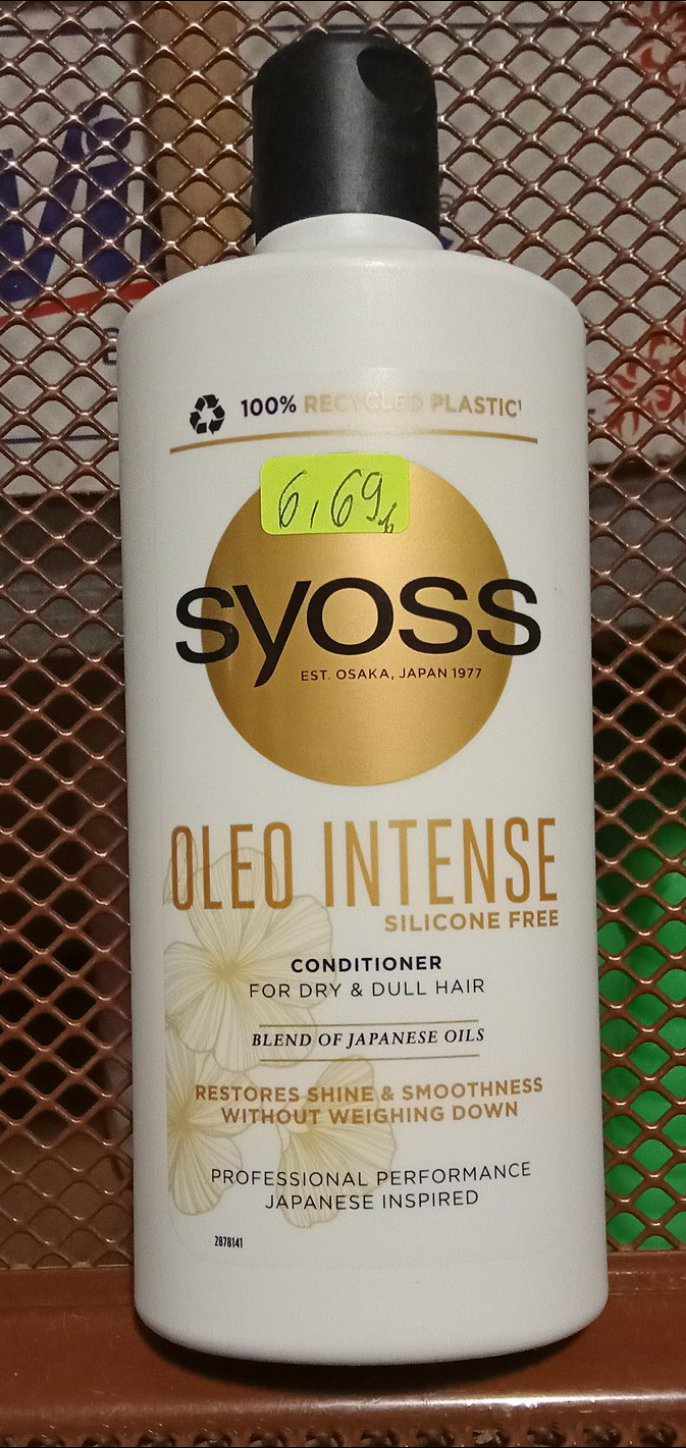 100% RECYCLED PLASTIC¹
6,69
syoss
EST. OSAKA, JAPAN 1977
OLEO INTENSE
SILICONE FREE
CONDITIONER
FOR DRY & DULL HAIR
BLEND OF JAPANESE OILS
RESTORES SHINE & SMOOTHNESS
WITHOUT WEIGHING DOWN
PROFESSIONAL PERFORMANCE
JAPANESE INSPIRED
2878141